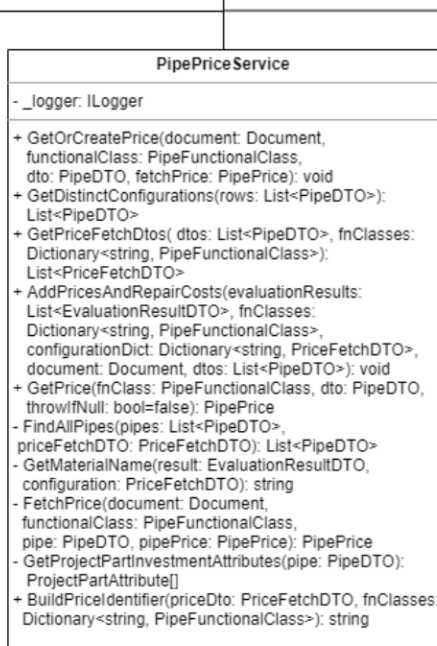 PipePriceService
- _logger: ILogger
+ GetOrCreatePrice(document: Document,
functionalClass: PipeFunctionalClass,
dto: PipeDTO, fetchPrice: PipePrice): void
+ GetDistinctConfigurations(rows: List<PipeDTO>):
List<PipeDTO>
+ GetPriceFetchDtos( dtos: List<PipeDTO>, fnClasses:
Dictionary<string, PipeFunctionalClass>):
List<PriceFetchDTO>
+ AddPricesAndRepairCosts(evaluationResults:
List<EvaluationResultDTO>, fnClasses:
Dictionary<string, PipeFunctionalClass>,
configurationDict: Dictionary<string, PriceFetchDTO>,
document: Document, dtos: List<PipeDTO>): void
+ GetPrice(fnClass: PipeFunctionalClass, dto: PipeDTO,
throwIfNull: bool=false): PipePrice
- FindAllPipes(pipes: List<PipeDTO>,
priceFetchDTO: PriceFetchDTO): List<PipeDTO>
- GetMaterialName(result: EvaluationResultDTO,
configuration: PriceFetchDTO): string
- FetchPrice(document: Document,
functionalClass: PipeFunctionalClass,
pipe: PipeDTO, pipePrice: PipePrice): PipePrice
- GetProjectPartInvestmentAttributes(pipe: PipeDTO):
ProjectPartAttribute[]
+ BuildPriceIdentifier(priceDto: PriceFetchDTO, fnClasses:
Dictionary<string, PipeFunctionalClass>): string